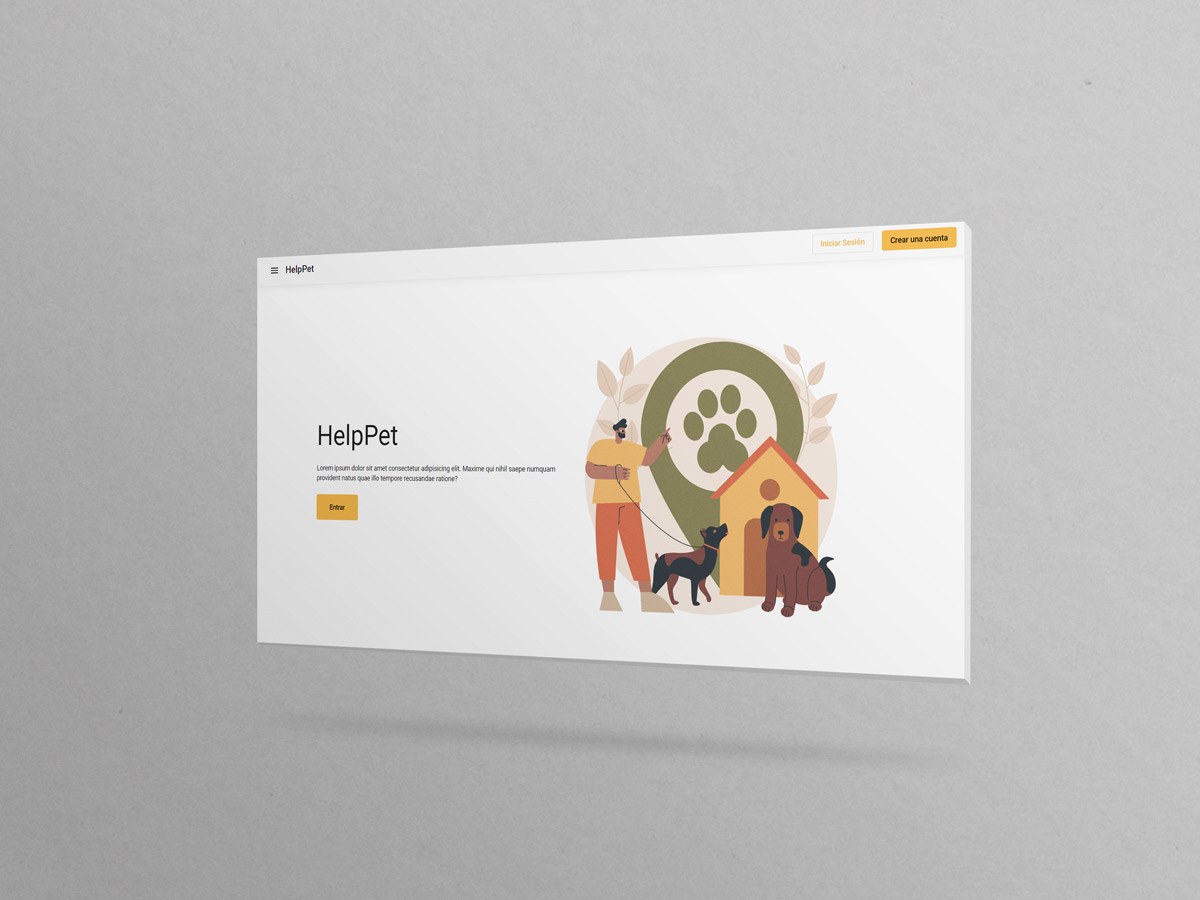 HelpPet
Iniciar Sesión
Crear una cuenta
HelpPet
Lorem ipsum dolor sit amet consectetur adipisicing elit. Maxime qui nihil saepe numquam
provident natus quae illo tempore recusandae ratione?
Entrar